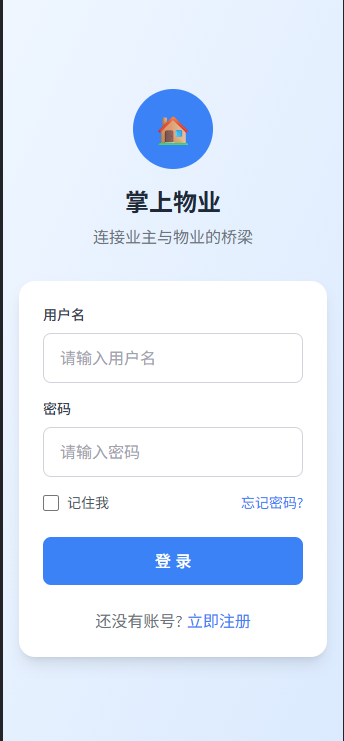 掌上物业
连接业主与物业的桥梁
用户名
请输入用户名
密码
请输入密码
记住我 忘记密码?
登 录
还没有账号? 立即注册